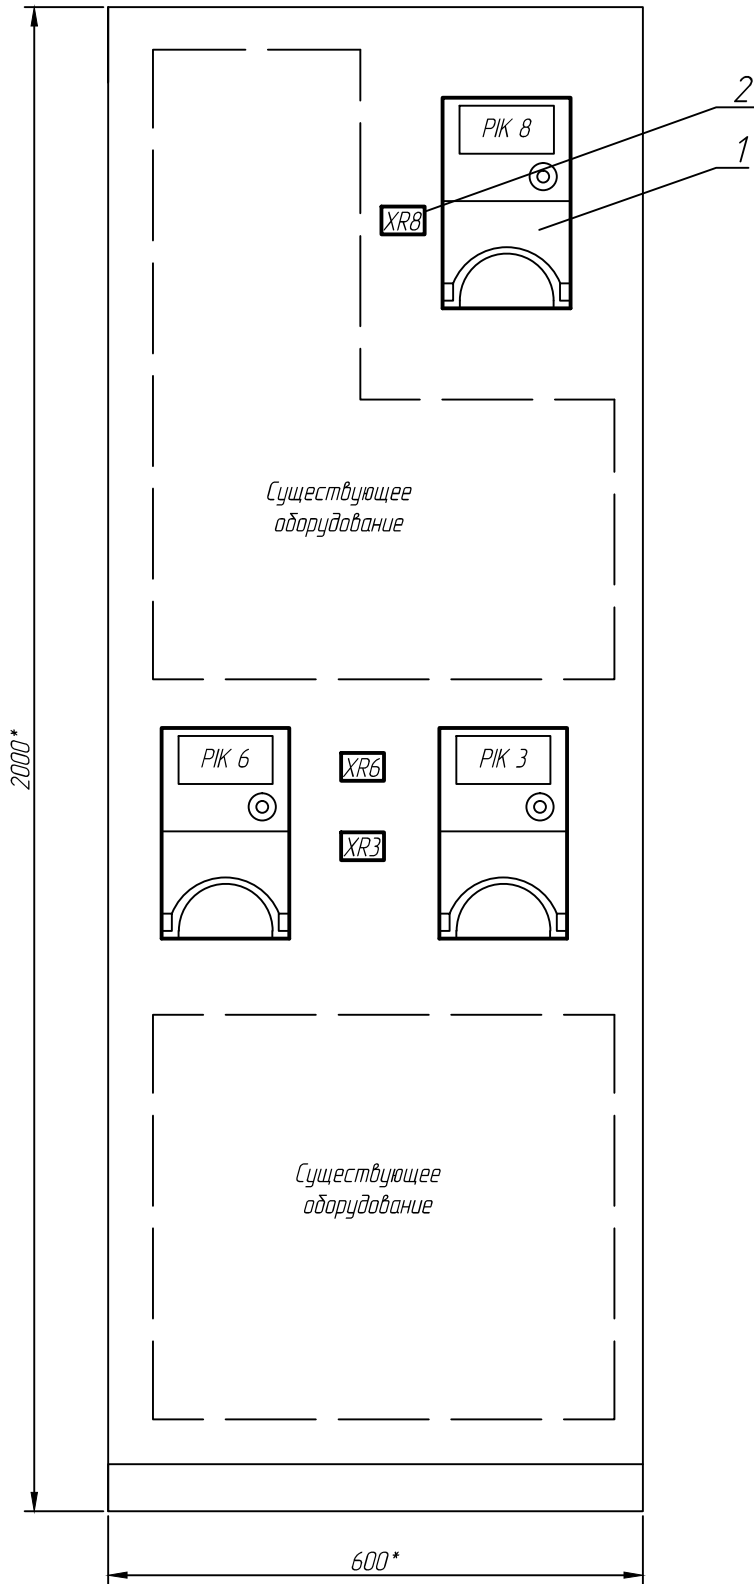 2
PIK 8
1
XR8
Существующее
оборудование
2000*
PIK 6
XR6
PIK 3
XR3
Существующее
оборудование
600*